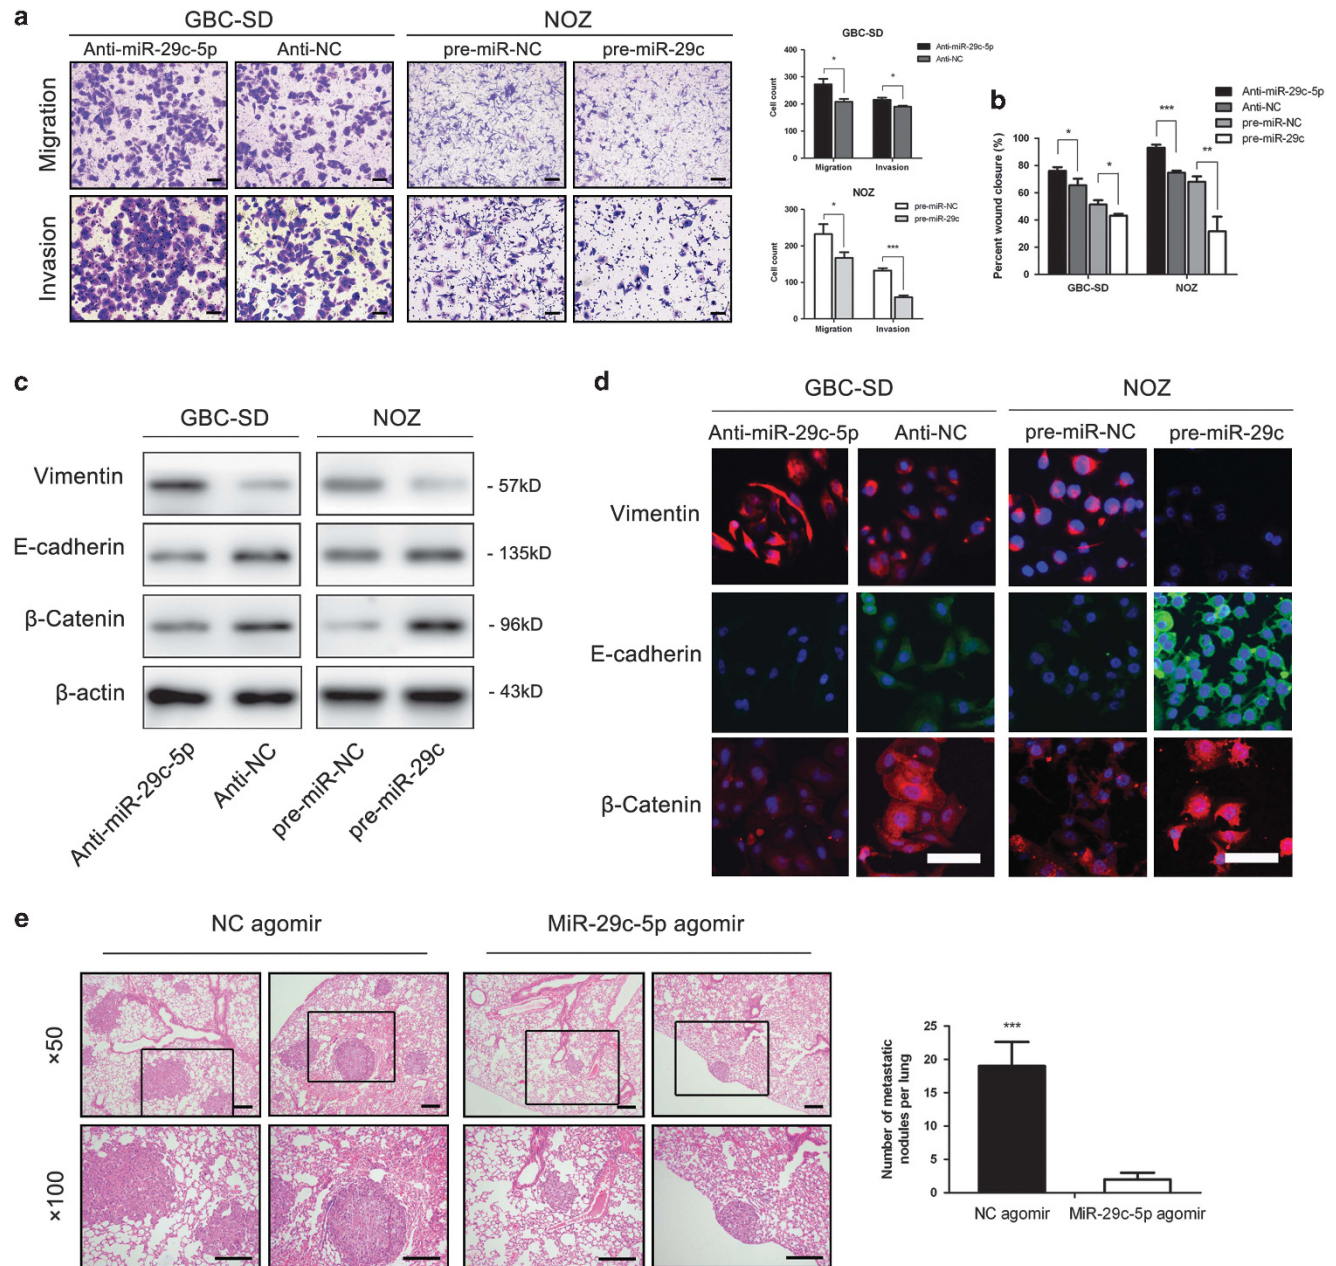 a
GBC-SD
NOZ
Anti-miR-29c-5p
Anti-NC
pre-miR-NC
pre-miR-29c
Migration
Invasion
GBC-SD
Anti-miR-29c-5p
Anti-NC
Cell count
400
300
200
100
0
*
*
Migration
Invasion
NOZ
pre-miR-NC
pre-miR-29c
Cell count
300
200
100
0
*
***
Migration
Invasion
b
Anti-miR-29c-5p
Anti-NC
pre-miR-NC
pre-miR-29c
Percent wound closure (%)
100
80
60
40
20
0
*
*
***
**
GBC-SD
NOZ
c
GBC-SD
NOZ
Vimentin
- 57kD
E-cadherin
- 135kD
β-Catenin
- 96kD
β-actin
- 43kD
Anti-miR-29c-5p
Anti-NC
pre-miR-NC
pre-miR-29c
d
GBC-SD
NOZ
Anti-miR-29c-5p
Anti-NC
pre-miR-NC
pre-miR-29c
Vimentin
E-cadherin
β-Catenin
e
NC agomir
MiR-29c-5p agomir
×50
×100
Number of metastatic
nodules per lung
25
20
15
10
5
0
***
NC agomir
MiR-29c-5p agomir